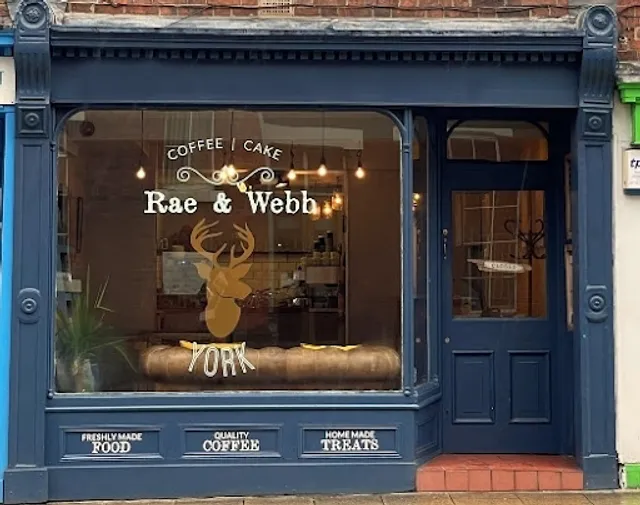 COFFEE | CAKE
Rae & Webb
YORK
FRESHLY MADE
FOOD
QUALITY
COFFEE
HOME MADE
TREATS